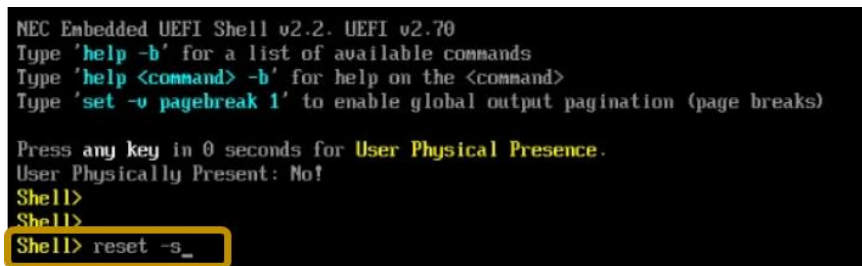 NEC Embedded UEFI Shell v2.2. UEFI v2.70
Type 'help -b' for a list of available commands
Type 'help <command> -b' for help on the <command>
Type 'set -v pagebreak 1' to enable global output pagination (page breaks)
Press any key in 0 seconds for User Physical Presence.
User Physically Present: No!
Shell>
Shell>
Shell> reset -s_